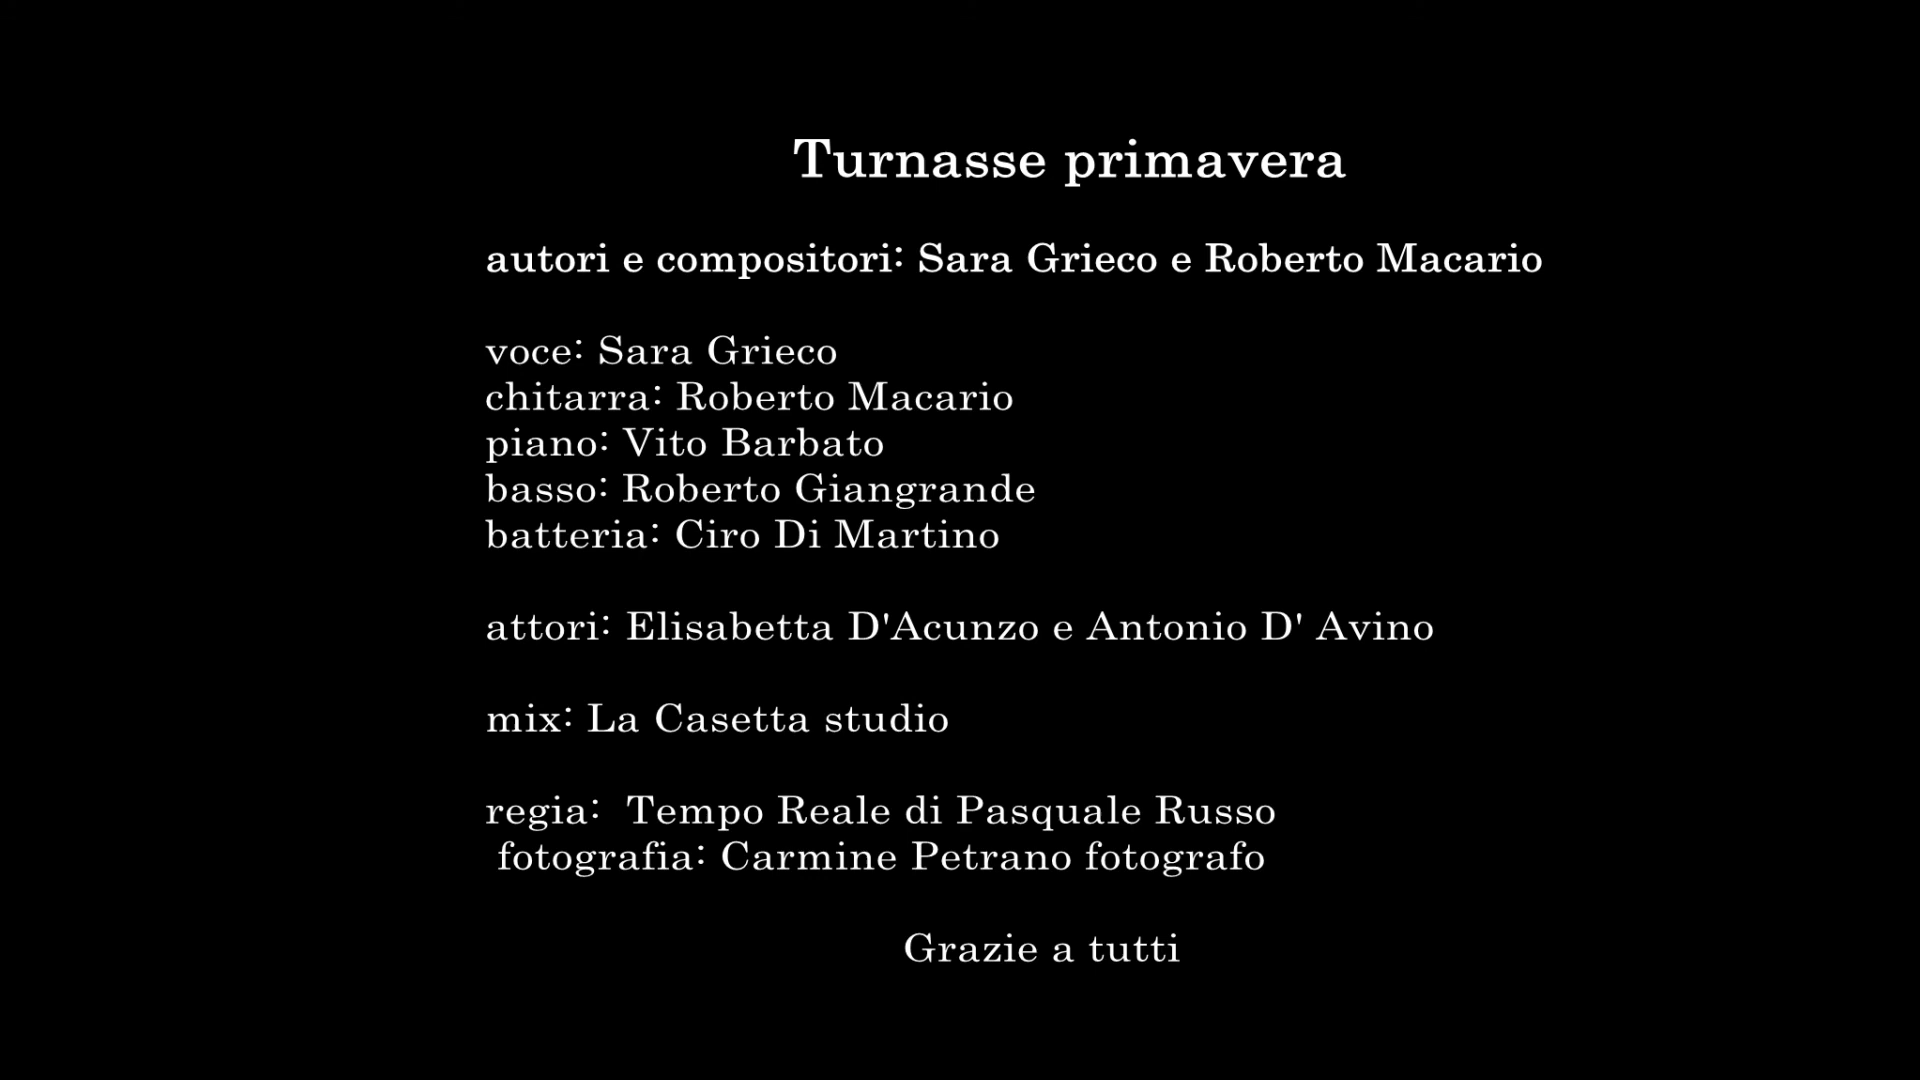 Turnasse primavera
autori e compositori: Sara Grieco e Roberto Macario
voce: Sara Grieco
chitarra: Roberto Macario
piano: Vito Barbato
basso: Roberto Giangrande
batteria: Ciro Di Martino
attori: Elisabetta D'Acunzo e Antonio D' Avino
mix: La Casetta studio
regia:  Tempo Reale di Pasquale Russo
fotografia: Carmine Petrano fotografo
Grazie a tutti